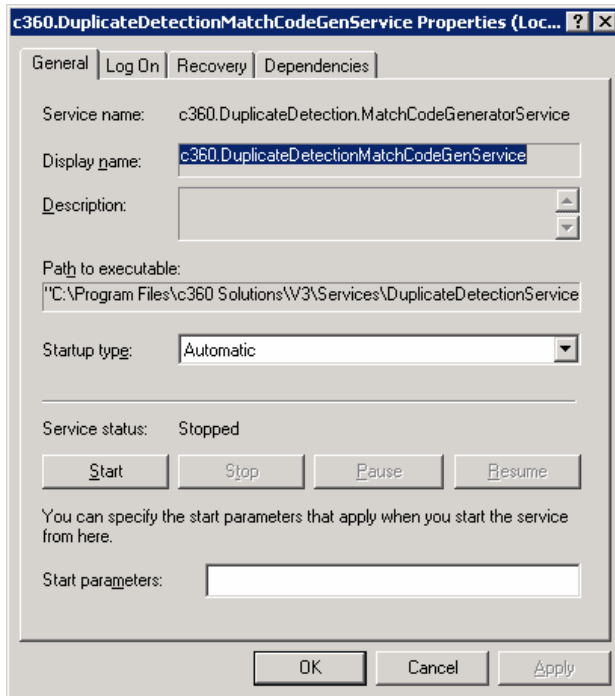 c360.DuplicateDetectionMatchCodeGenService Properties (Loc...
General Log On Recovery Dependencies
Service name: c360.DuplicateDetection.MatchCodeGeneratorService
Display name: c360.DuplicateDetectionMatchCodeGenService
Description:
Path to executable:
"C:\Program Files\c360 Solutions\V3\Services\DuplicateDetectionService
Startup type: Automatic
Service status: Stopped
Start Stop Pause Resume
You can specify the start parameters that apply when you start the service
from here.
Start parameters:
OK Cancel Apply